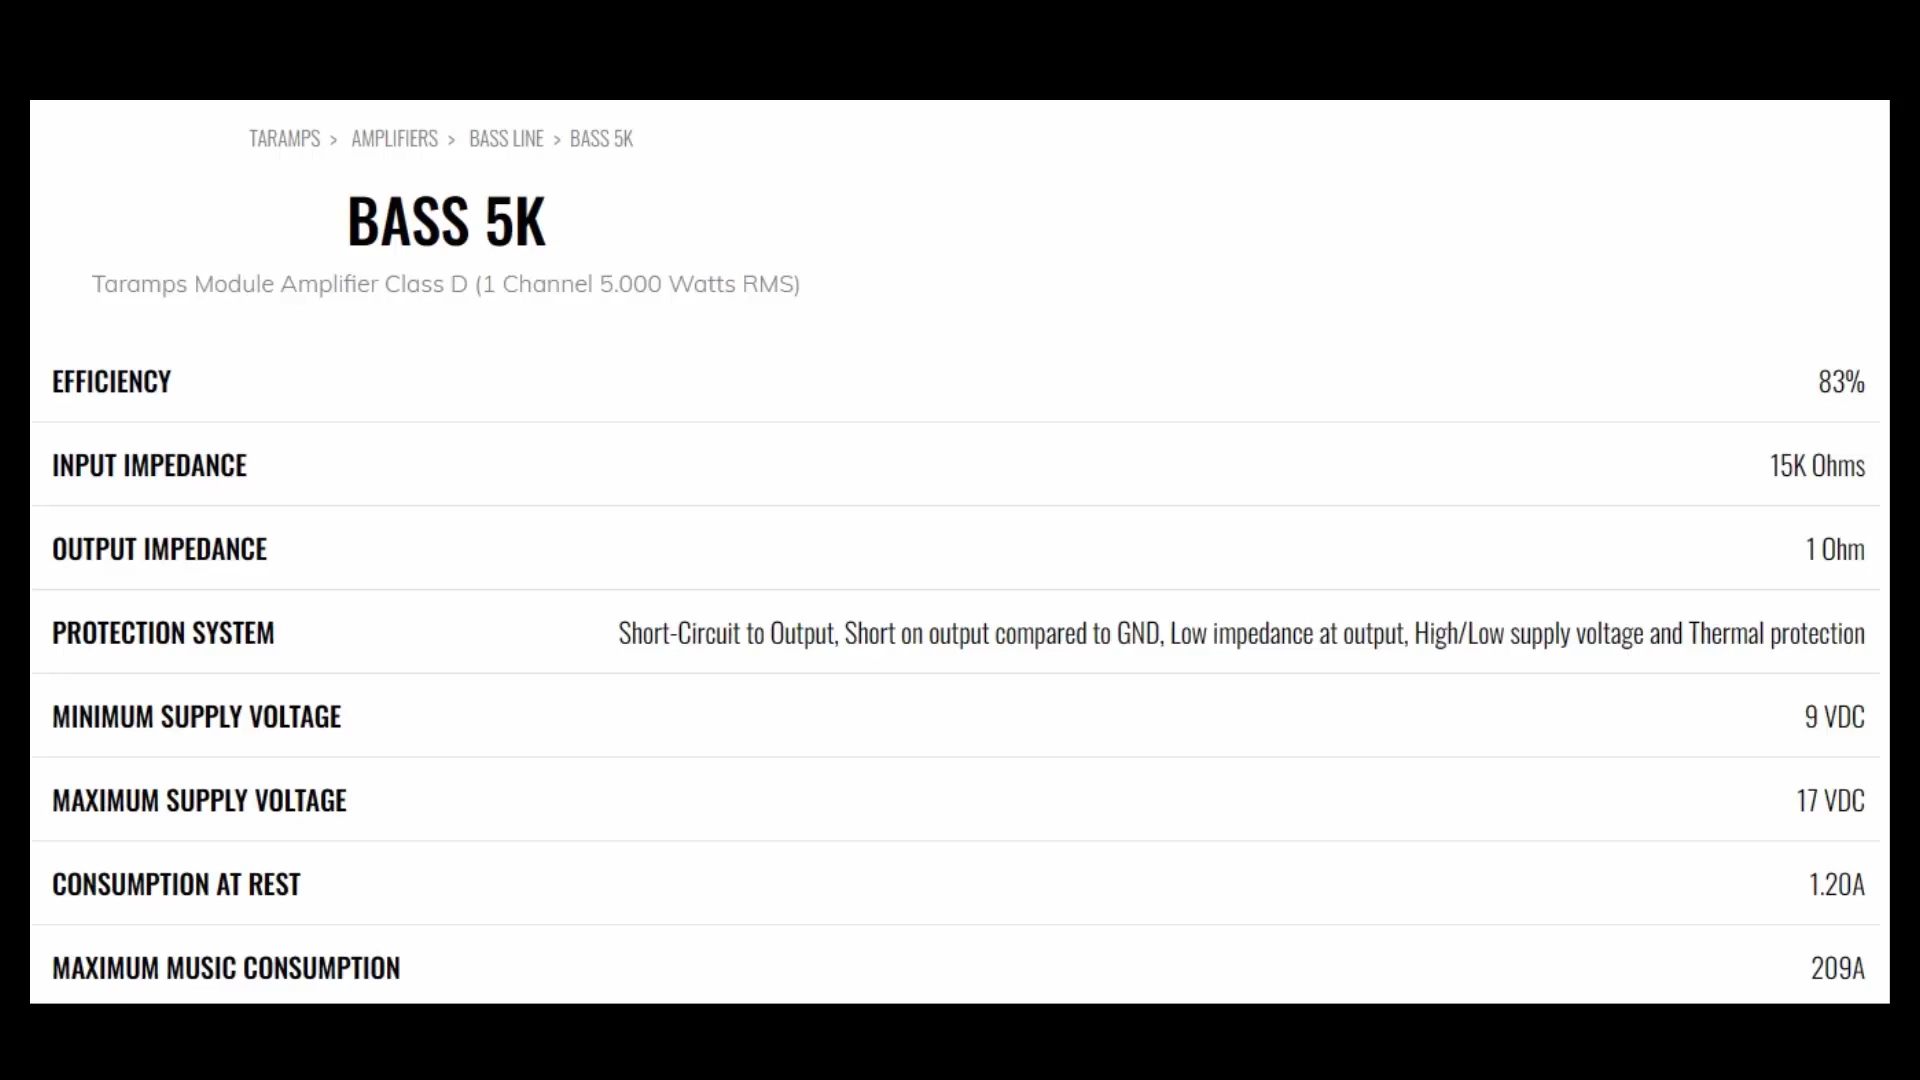 TARAMPS > AMPLIFIERS > BASS LINE > BASS 5K
BASS 5K
Taramps Module Amplifier Class D (1 Channel 5.000 Watts RMS)
EFFICIENCY 83%
INPUT IMPEDANCE 15K Ohms
OUTPUT IMPEDANCE 1 Ohm
PROTECTION SYSTEM Short-Circuit to Output, Short on output compared to GND, Low impedance at output, High/Low supply voltage and Thermal protection
MINIMUM SUPPLY VOLTAGE 9 VDC
MAXIMUM SUPPLY VOLTAGE 17 VDC
CONSUMPTION AT REST 1.20A
MAXIMUM MUSIC CONSUMPTION 209A